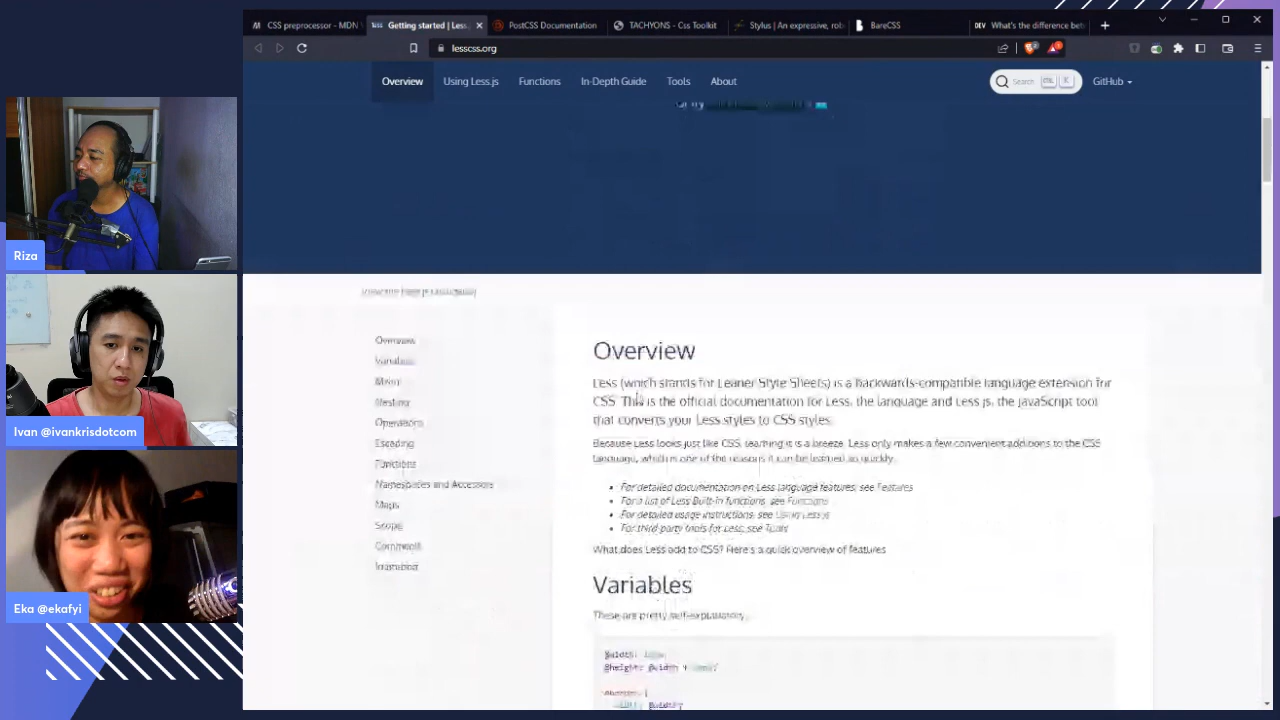 CSS preprocessor - MDN
Getting started | Less
PostCSS Documentation
TACHYONS - Css Toolkit
Stylus | An expressive, rob
BareCSS
DEV What's the difference bet
lesscss.org
Overview
Using Less.js
Functions
In-Depth Guide
Tools
About
Search
GitHub
Riza
Ivan @ivankrisdotcom
Eka @ekafyi
Overview
Variables
Mixins
Nesting
Operations
Escaping
Functions
Namespaces and Accessors
Maps
Scope
Comments
Importing
Overview
Less (which stands for Leaner Style Sheets) is a backwards-compatible language extension for
CSS. This is the official documentation for Less, the language and Less.js, the JavaScript tool
that converts your Less styles to CSS styles.
Because Less looks just like CSS, learning it is a breeze. Less only makes a few convenient additions to the CSS
language, which is one of the reasons it can be learned so quickly.
For detailed documentation on Less language features, see Features
For a list of Less Built-in functions, see Functions
For detailed usage instructions, see Using Less.js
For third-party tools for Less, see Tools
What does Less add to CSS? Here's a quick overview of features
Variables
These are pretty self-explanatory:
@width:
@height: @width +